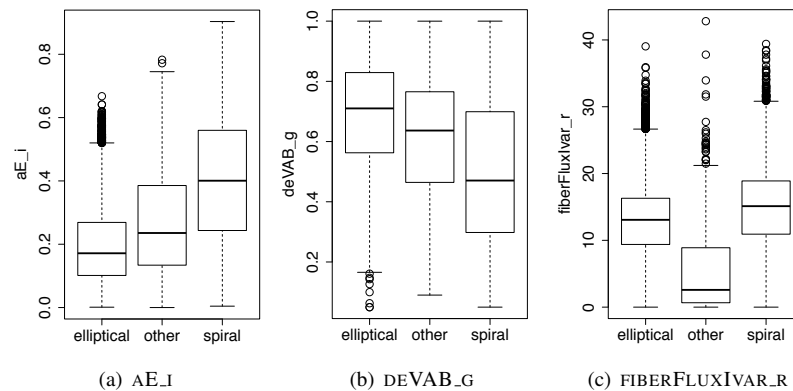 aE_i
0.0 0.2 0.4 0.6 0.8
elliptical other spiral
(a) AE_I
deVAB_g
0.2 0.4 0.6 0.8 1.0
elliptical other spiral
(b) DEVAB_G
fiberFluxIvar_r
0 10 20 30 40
elliptical other spiral
(c) FIBERFLUXIVAR_R